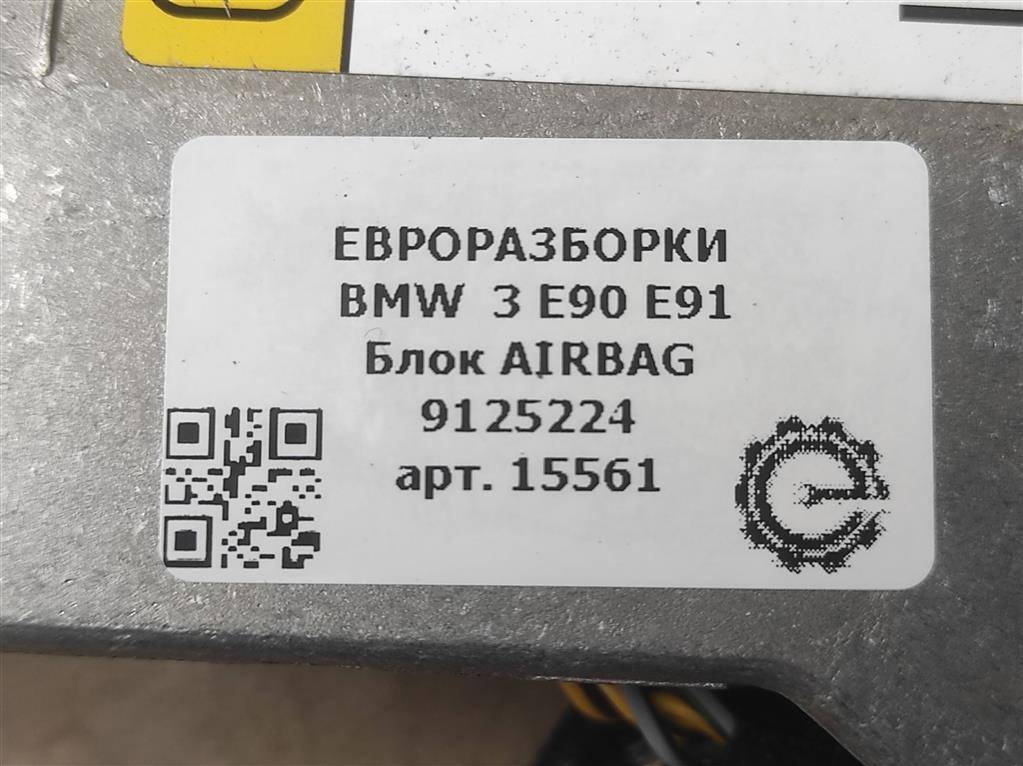 ЕВРОРАЗБОРКИ
BMW 3 E90 E91
Блок AIRBAG
9125224
арт. 15561